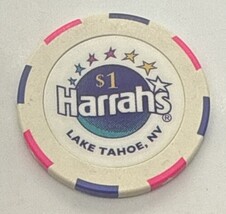 $1
Harrah's®
LAKE TAHOE, NV